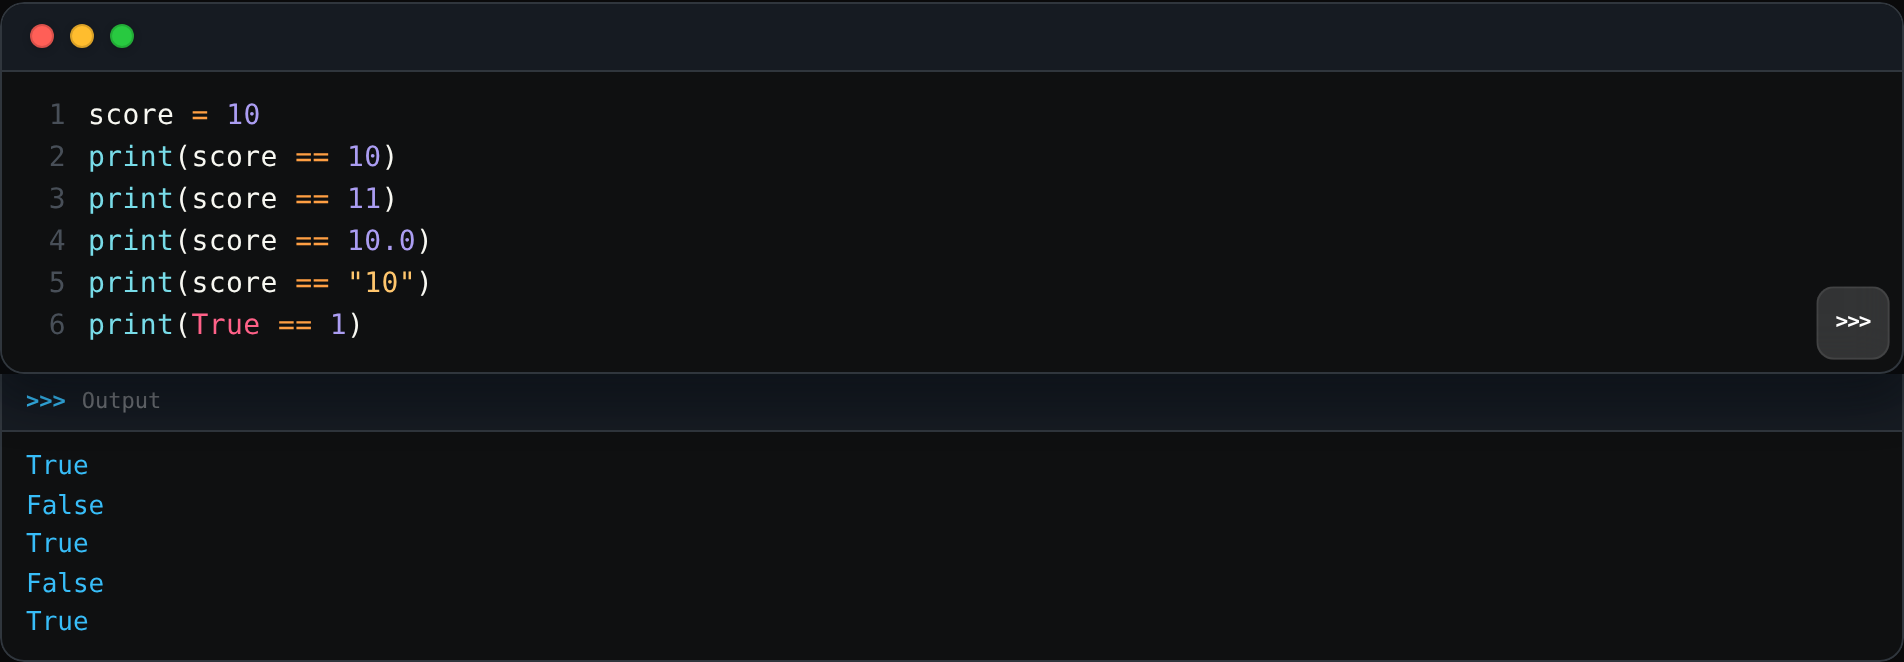 1 score = 10
2 print(score == 10)
3 print(score == 11)
4 print(score == 10.0)
5 print(score == "10")
6 print(True == 1)
>>>
>>> Output
True
False
True
False
True